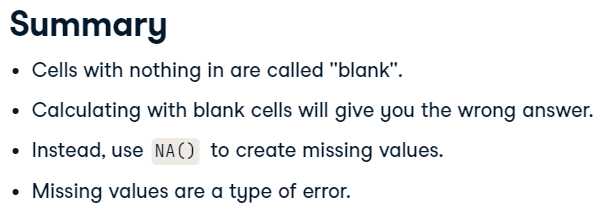 Summary
• Cells with nothing in are called "blank".
• Calculating with blank cells will give you the wrong answer.
• Instead, use NA() to create missing values.
• Missing values are a type of error.